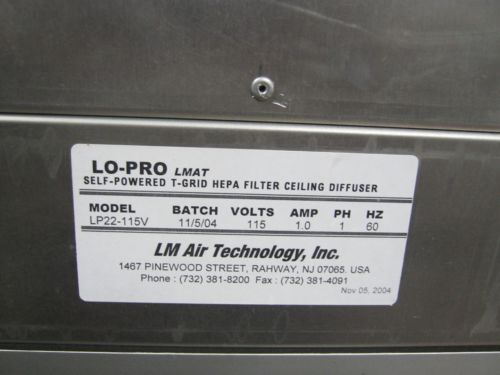 LO-PRO LMAT
SELF-POWERED T-GRID HEPA FILTER CEILING DIFFUSER
MODEL BATCH VOLTS AMP PH HZ
LP22-115V 11/5/04 115 1.0 1 60
LM Air Technology, Inc.
1467 PINEWOOD STREET, RAHWAY, NJ 07065. USA
Phone : (732) 381-8200 Fax : (732) 381-4091
Nov 05, 2004